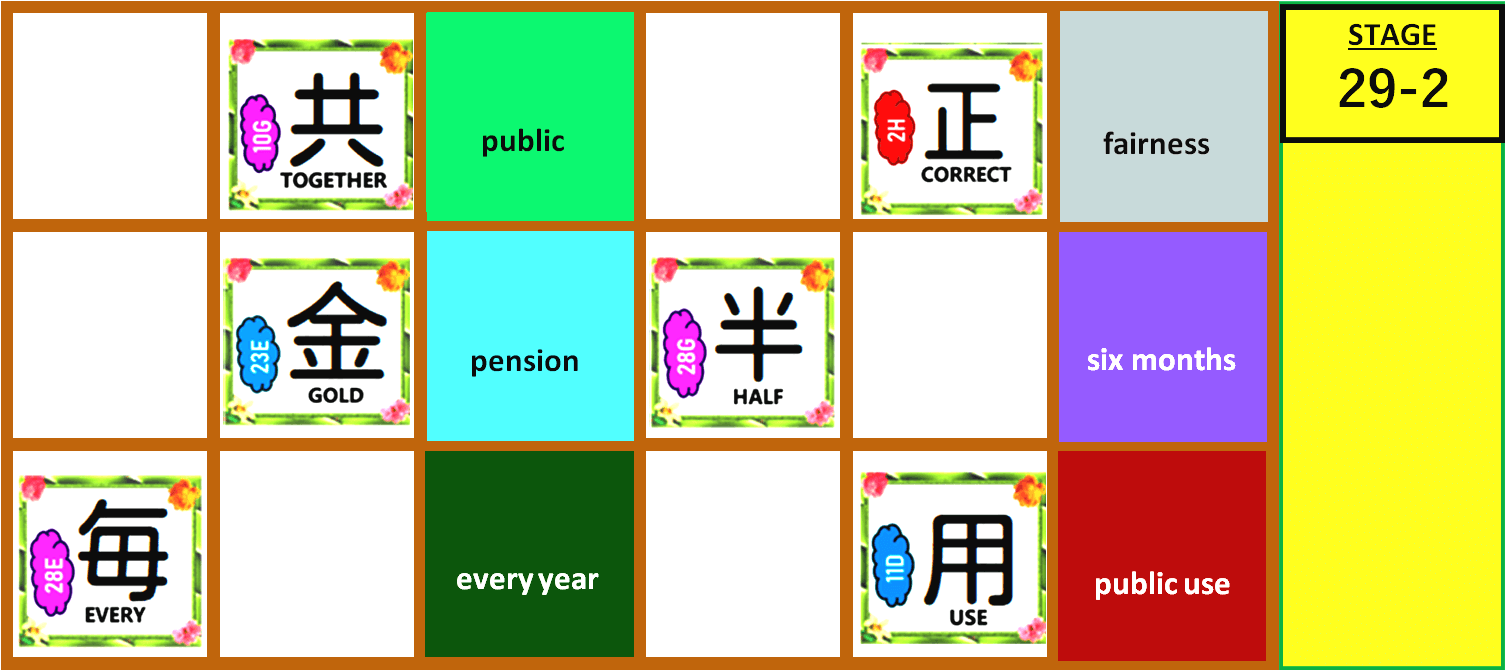 10G
共
TOGETHER
public
2H
正
CORRECT
fairness
STAGE
29-2
23E
金
GOLD
pension
28G
半
HALF
six months
28E
毎
EVERY
every year
11D
用
USE
public use